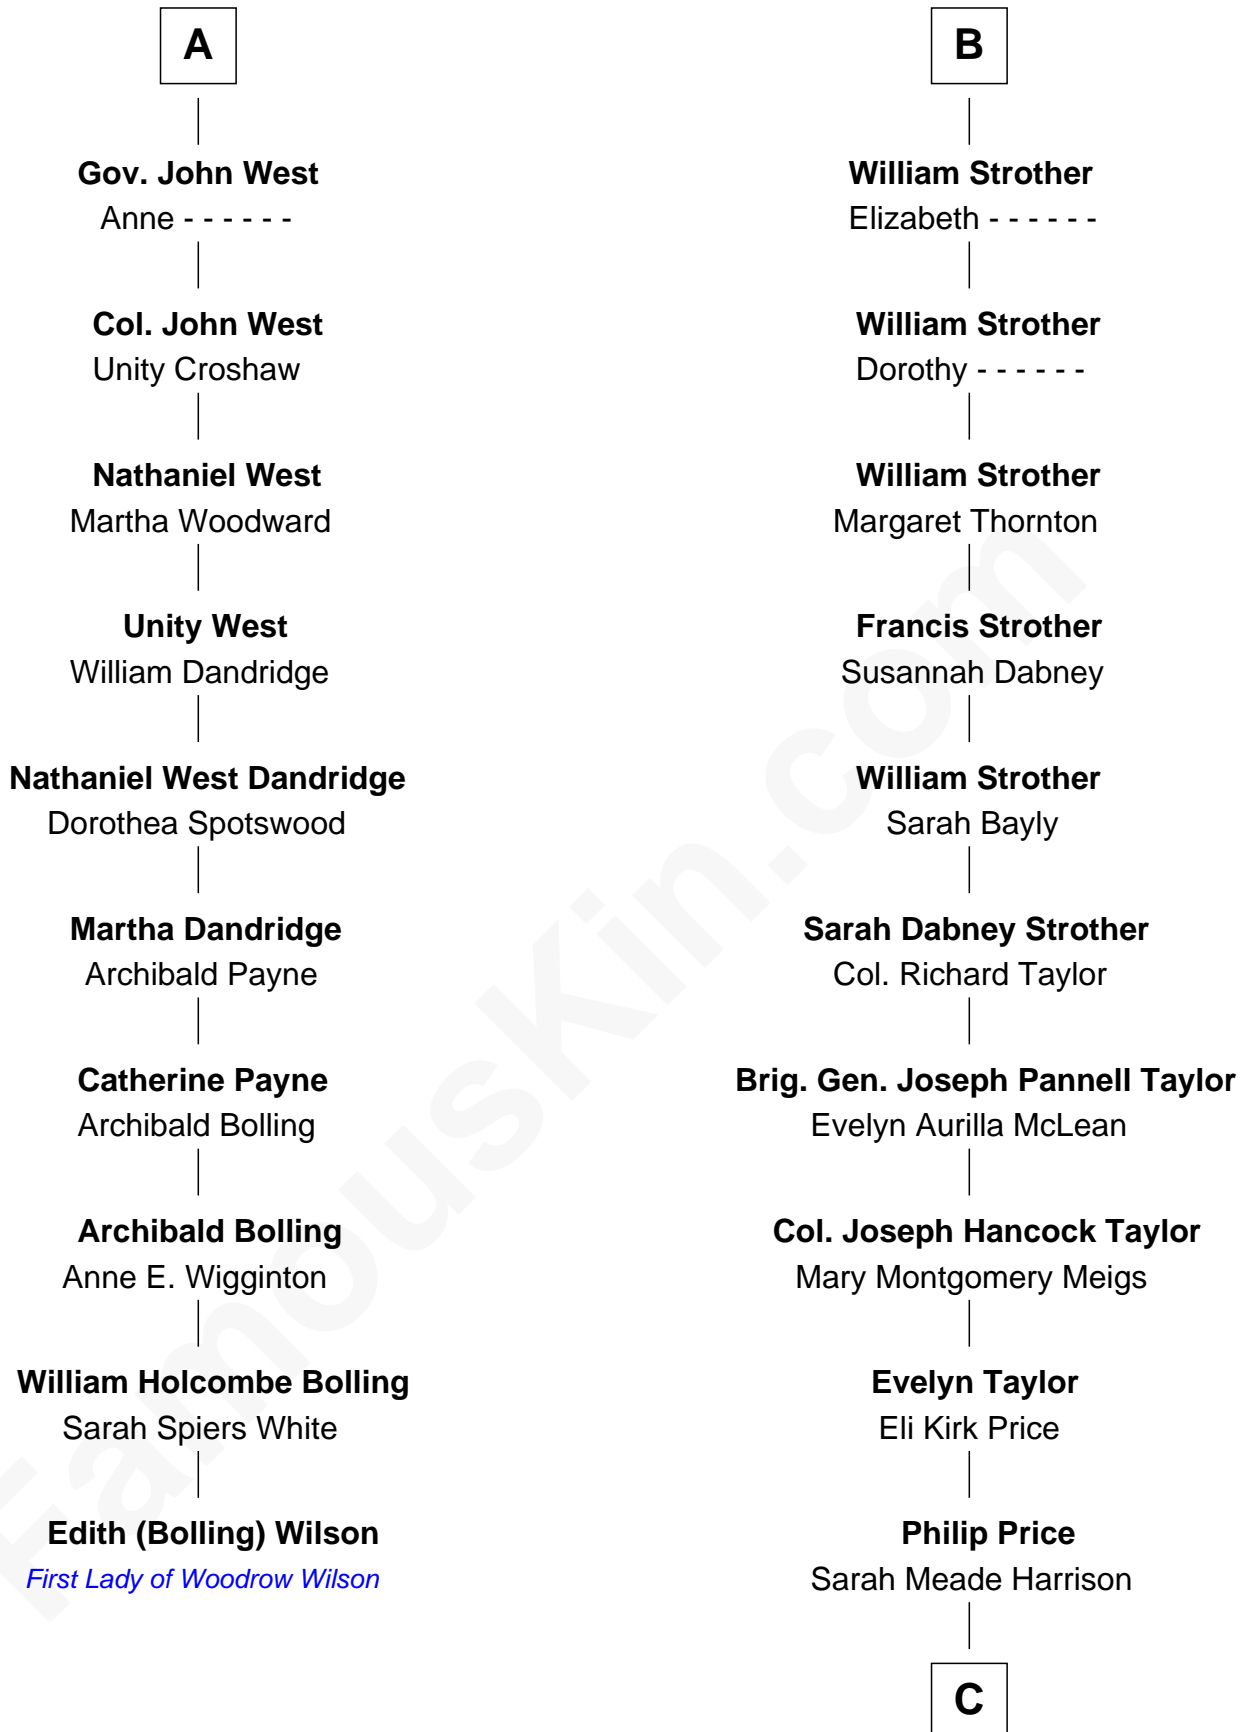 A
Gov. John West
Anne - - - - - -
Col. John West
Unity Croshaw
Nathaniel West
Martha Woodward
Unity West
William Dandridge
Nathaniel West Dandridge
Dorothea Spotswood
Martha Dandridge
Archibald Payne
Catherine Payne
Archibald Bolling
Archibald Bolling
Anne E. Wigginton
William Holcombe Bolling
Sarah Spiers White
Edith (Bolling) Wilson
First Lady of Woodrow Wilson
B
William Strother
Elizabeth - - - - - -
William Strother
Dorothy - - - - - -
William Strother
Margaret Thornton
Francis Strother
Susannah Dabney
William Strother
Sarah Bayly
Sarah Dabney Strother
Col. Richard Taylor
Brig. Gen. Joseph Pannell Taylor
Evelyn Aurilla McLean
Col. Joseph Hancock Taylor
Mary Montgomery Meigs
Evelyn Taylor
Eli Kirk Price
Philip Price
Sarah Meade Harrison
C
FamousKin.com